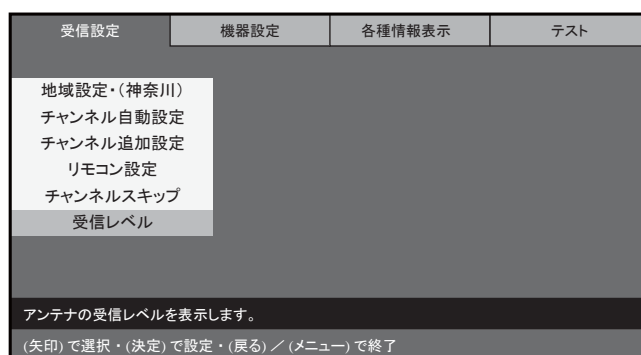 受信設定 機器設定 各種情報表示 テスト
地域設定・（神奈川）
チャンネル自動設定
チャンネル追加設定
リモコン設定
チャンネルスキップ
受信レベル
アンテナの受信レベルを表示します。
(矢印) で選択・(決定) で設定・(戻る) ／ (メニュー) で終了